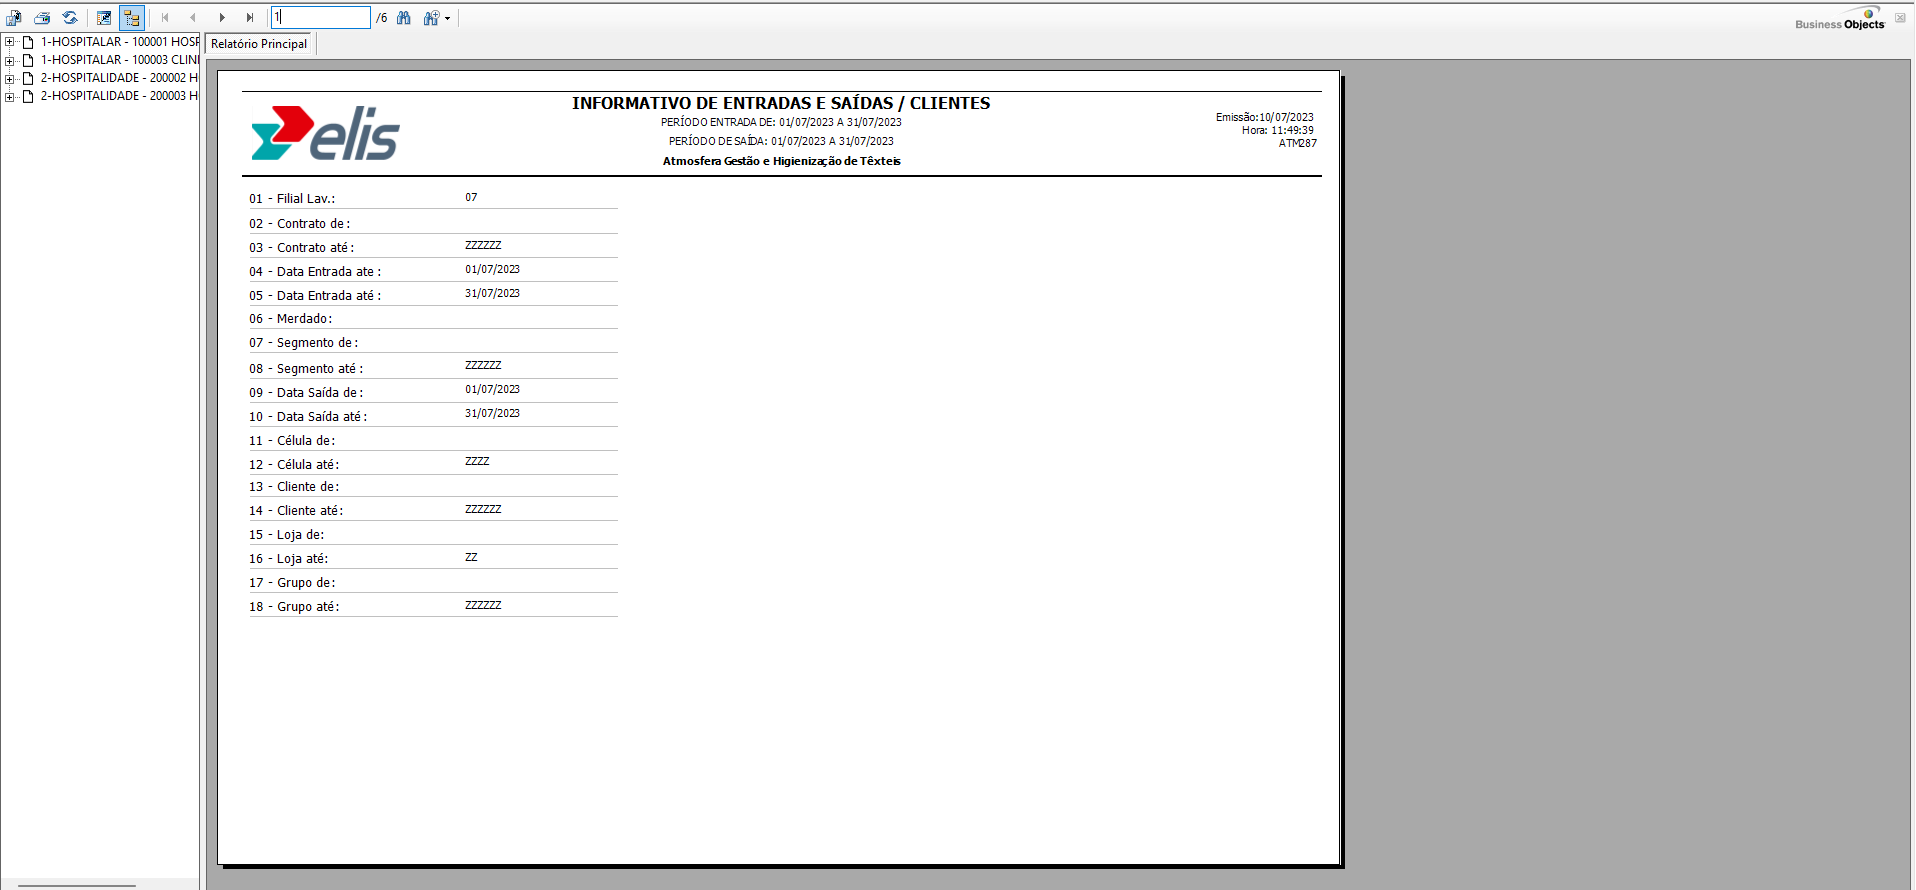 1
/6
Business Objects
1-HOSPITALAR - 100001 HOSP
1-HOSPITALAR - 100003 CLINI
2-HOSPITALIDADE - 200002 H
2-HOSPITALIDADE - 200003 H
Relatório Principal
elis
INFORMATIVO DE ENTRADAS E SAÍDAS / CLIENTES
PERÍODO ENTRADA DE: 01/07/2023 A 31/07/2023
PERÍODO DE SAÍDA: 01/07/2023 A 31/07/2023
Atmosfera Gestão e Higienização de Têxteis
Emissão:10/07/2023
Hora: 11:49:39
ATM287
01 - Filial Lav.: 07
02 - Contrato de:
03 - Contrato até: ZZZZZZ
04 - Data Entrada ate : 01/07/2023
05 - Data Entrada até : 31/07/2023
06 - Merdado:
07 - Segmento de:
08 - Segmento até : ZZZZZZ
09 - Data Saída de: 01/07/2023
10 - Data Saída até: 31/07/2023
11 - Célula de:
12 - Célula até: ZZZZ
13 - Cliente de:
14 - Cliente até: ZZZZZZ
15 - Loja de:
16 - Loja até: ZZ
17 - Grupo de:
18 - Grupo até: ZZZZZZ